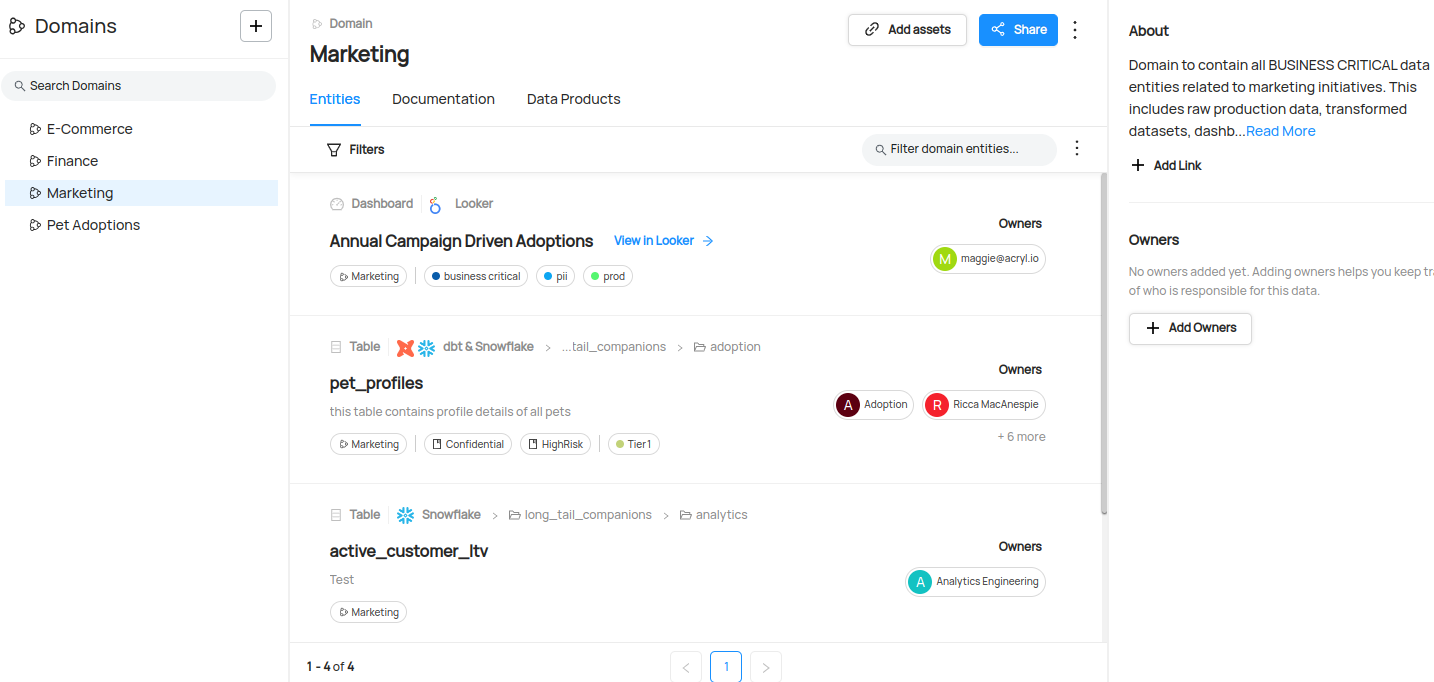 Domains
Search Domains
E-Commerce
Finance
Marketing
Pet Adoptions
Domain
Marketing
Add assets
Share
Entities
Documentation
Data Products
Filters
Filter domain entities...
Dashboard
Looker
Annual Campaign Driven Adoptions
View in Looker
Marketing
business critical
pii
prod
Owners
M
maggie@acryl.io
Table
dbt & Snowflake
>
...tail_companions
>
adoption
pet_profiles
this table contains profile details of all pets
Marketing
Confidential
HighRisk
Tier1
Owners
A
Adoption
R
Ricca MacAnespie
+ 6 more
Table
Snowflake
>
long_tail_companions
>
analytics
active_customer_ltv
Test
Marketing
Owners
A
Analytics Engineering
1 - 4 of 4
<
1
>
About
Domain to contain all BUSINESS CRITICAL data
entities related to marketing initiatives. This
includes raw production data, transformed
datasets, dashb...Read More
Add Link
Owners
No owners added yet. Adding owners helps you keep tra
of who is responsible for this data.
Add Owners